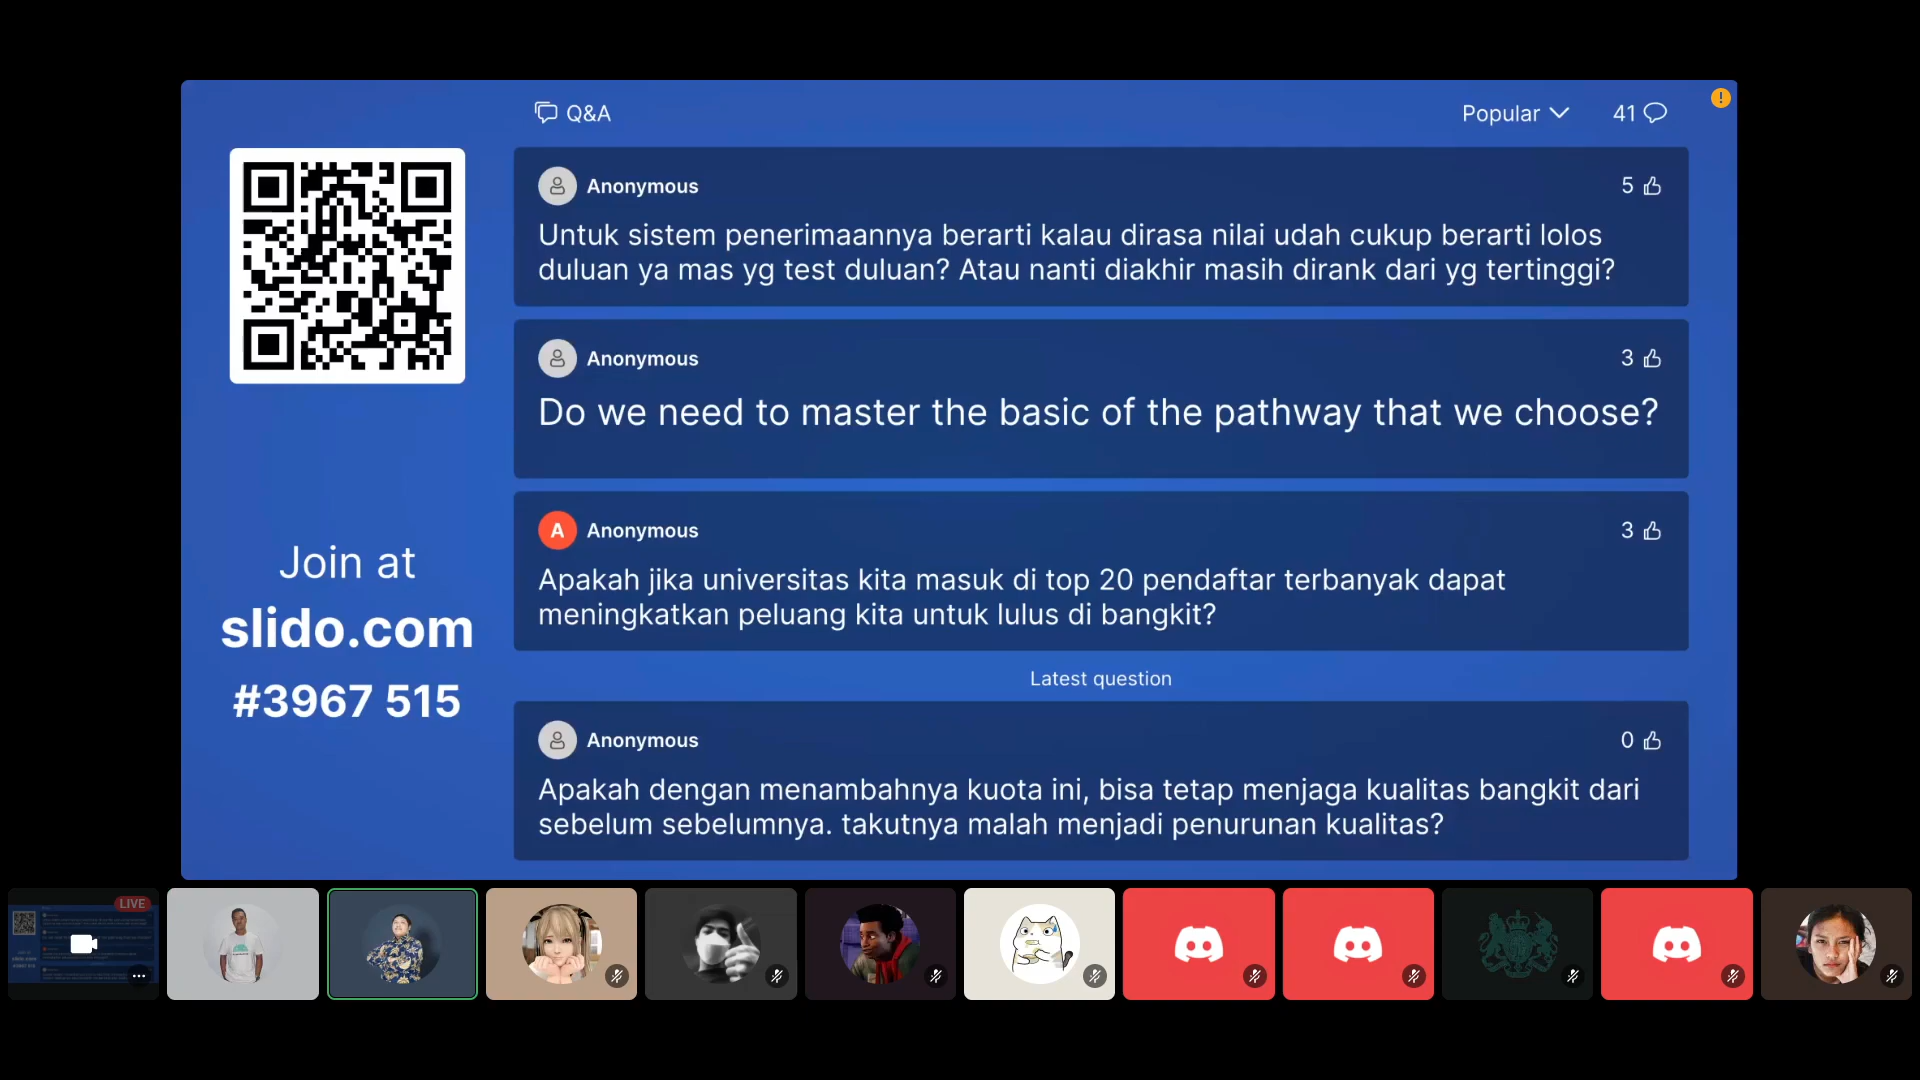 Q&A
Popular
41
Anonymous
5
Untuk sistem penerimaannya berarti kalau dirasa nilai udah cukup berarti lolos
duluan ya mas yg test duluan? Atau nanti diakhir masih dirank dari yg tertinggi?
Anonymous
3
Do we need to master the basic of the pathway that we choose?
A
Anonymous
3
Apakah jika universitas kita masuk di top 20 pendaftar terbanyak dapat
meningkatkan peluang kita untuk lulus di bangkit?
Latest question
Anonymous
0
Apakah dengan menambahnya kuota ini, bisa tetap menjaga kualitas bangkit dari
sebelum sebelumnya. takutnya malah menjadi penurunan kualitas?
Join at
slido.com
#3967 515
LIVE